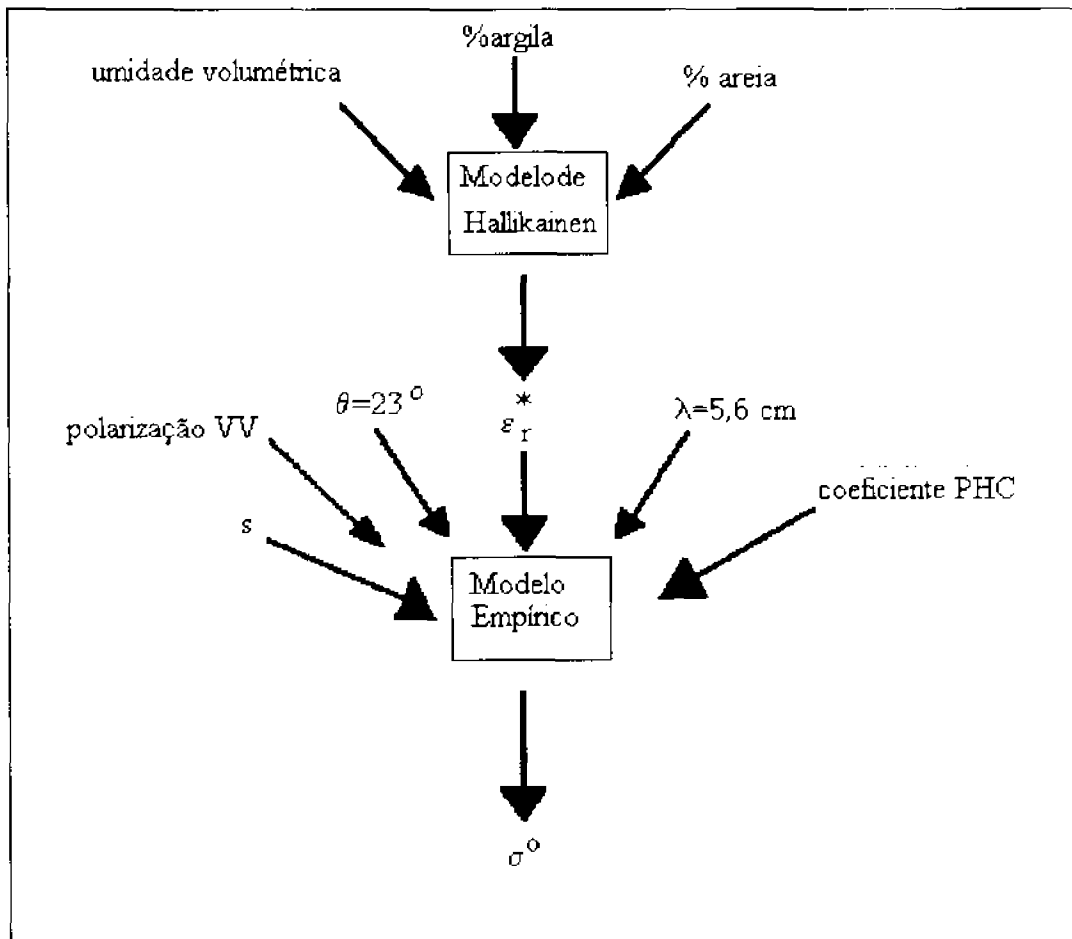 %argila
umidade volumétrica
% areia
Modelode
Hallikainen
θ=23°
ε*r
λ=5,6 cm
polarização VV
coeficiente PHC
s
Modelo
Empírico
σ°